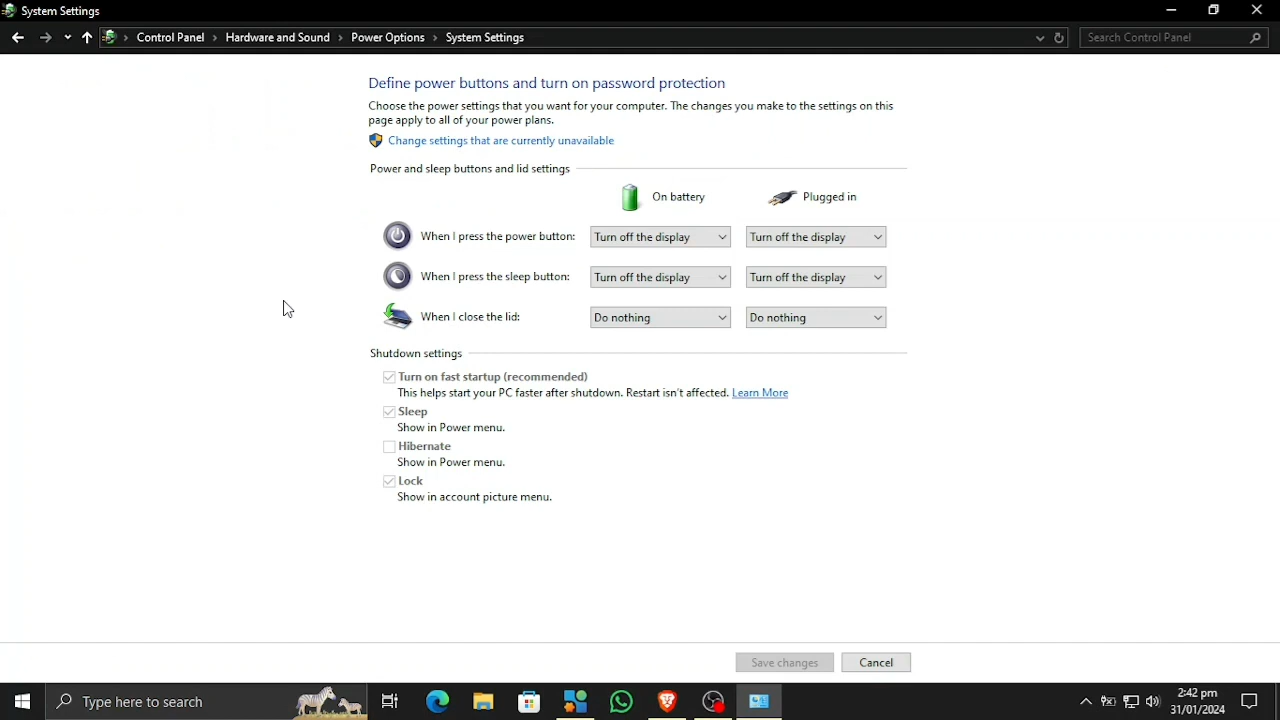 System Settings
Control Panel > Hardware and Sound > Power Options > System Settings
Search Control Panel
Define power buttons and turn on password protection
Choose the power settings that you want for your computer. The changes you make to the settings on this
page apply to all of your power plans.
Change settings that are currently unavailable
Power and sleep buttons and lid settings
On battery Plugged in
When I press the power button: Turn off the display Turn off the display
When I press the sleep button: Turn off the display Turn off the display
When I close the lid: Do nothing Do nothing
Shutdown settings
Turn on fast startup (recommended)
This helps start your PC faster after shutdown. Restart isn't affected. Learn More
Sleep
Show in Power menu.
Hibernate
Show in Power menu.
Lock
Show in account picture menu.
Save changes Cancel
Type here to search
2:42 pm
31/01/2024